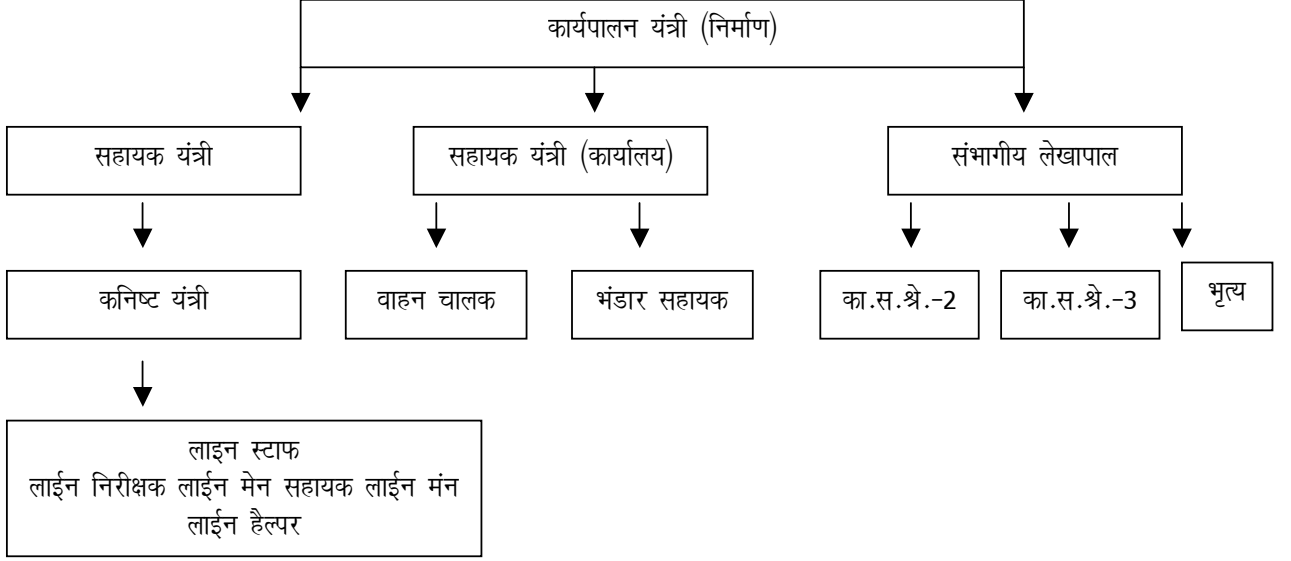 कार्यपालन यंत्री (निर्माण)
सहायक यंत्री
सहायक यंत्री (कार्यालय)
संभागीय लेखापाल
कनिष्ट यंत्री
वाहन चालक
भंडार सहायक
का.स.श्रे.-2
का.स.श्रे.-3
भृत्य
लाइन स्टाफ
लाईन निरीक्षक लाईन मेन सहायक लाईन मंन
लाईन हैल्पर